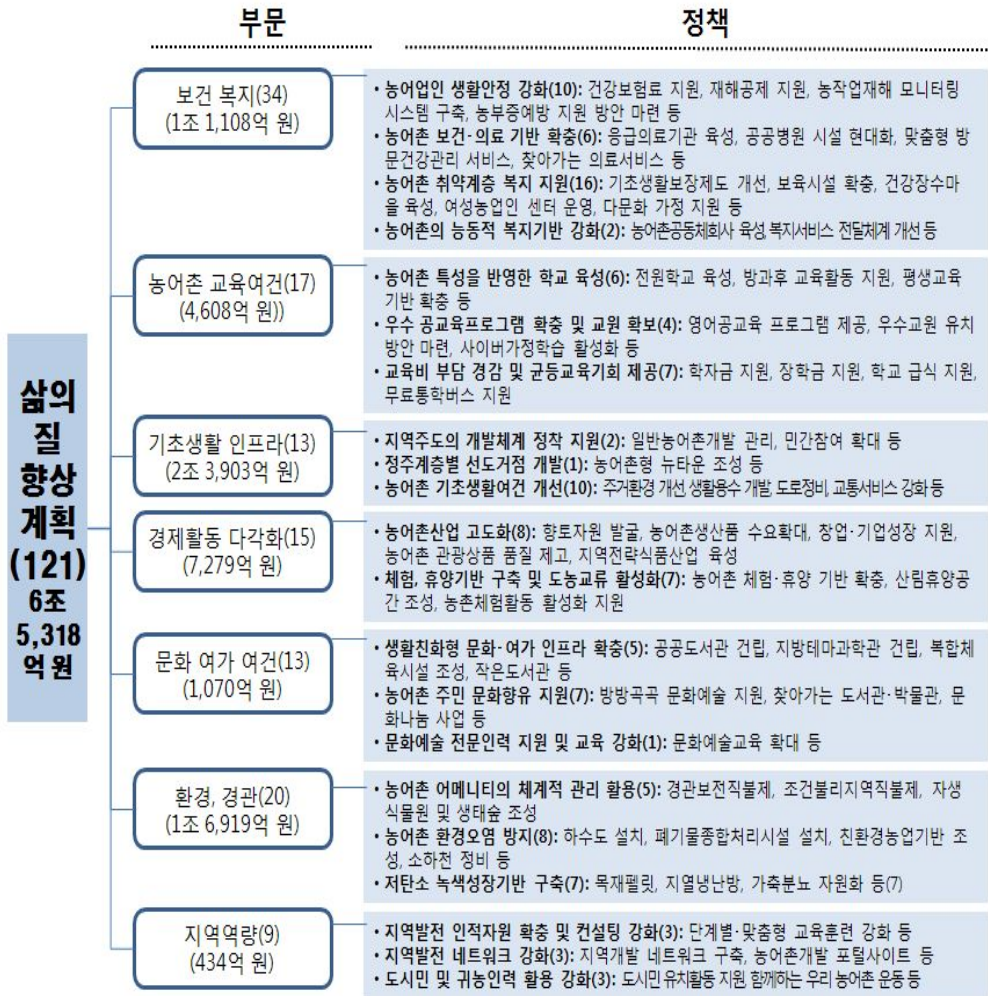 부문
정책
삶의
질
향상
계획
(121)
6조
5,318
억원
보건 복지(34)
(1조 1,108억 원)
• 농어업인 생활안정 강화(10): 건강보험료 지원, 재해공제 지원, 농작업재해 모니터링
시스템 구축, 농부증예방 지원 방안 마련 등
• 농어촌 보건·의료 기반 확충(6): 응급의료기관 육성, 공공병원 시설 현대화, 맞춤형 방
문건강관리 서비스, 찾아가는 의료서비스 등
• 농어촌 취약계층 복지 지원(16): 기초생활보장제도 개선, 보육시설 확충, 건강장수마
을 육성, 여성농업인 센터 운영, 다문화 가정 지원 등
• 농어촌의 능동적 복지기반 강화(2): 농어촌공동체회사 육성, 복지서비스 전달체계 개선 등
농어촌 교육여건(17)
(4,608억 원))
• 농어촌 특성을 반영한 학교 육성(6): 전원학교 육성, 방과후 교육활동 지원, 평생교육
기반 확충 등
• 우수 공교육프로그램 확충 및 교원 확보(4): 영어공교육 프로그램 제공, 우수교원 유치
방안 마련, 사이버가정학습 활성화 등
• 교육비 부담 경감 및 균등교육기회 제공(7): 학자금 지원, 장학금 지원, 학교 급식 지원,
무료통학버스 지원
기초생활 인프라(13)
(2조 3,903억 원)
• 지역주도의 개발체계 정착 지원(2): 일반농어촌개발 관리, 민간참여 확대 등
• 정주계층별 선도거점 개발(1): 농어촌형 뉴타운 조성 등
• 농어촌 기초생활여건 개선(10): 주거환경 개선, 생활용수 개발, 도로정비, 교통서비스 강화 등
경제활동 다각화(15)
(7,279억 원)
• 농어촌산업 고도화(8): 향토자원 발굴, 농어촌생산품 수요확대, 창업·기업성장 지원,
농어촌 관광상품 품질 제고, 지역전략식품산업 육성
• 체험, 휴양기반 구축 및 도농교류 활성화(7): 농어촌 체험·휴양 기반 확충, 산림휴양공
간 조성, 농촌체험활동 활성화 지원
문화 여가 여건(13)
(1,070억 원)
• 생활친화형 문화·여가 인프라 확충(5): 공공도서관 건립, 지방테마과학관 건립, 복합체
육시설 조성, 작은도서관 등
• 농어촌 주민 문화향유 지원(7): 방방곡곡 문화예술 지원, 찾아가는 도서관·박물관, 문
화나눔 사업 등
• 문화예술 전문인력 지원 및 교육 강화(1): 문화예술교육 확대 등
환경, 경관(20)
(1조 6,919억 원)
• 농어촌 어메니티의 체계적 관리 활용(5): 경관보전직불제, 조건불리지역직불제, 자생
식물원 및 생태숲 조성
• 농어촌 환경오염 방지(8): 하수도 설치, 폐기물종합처리시설 설치, 친환경농업기반 조
성, 소하천 정비 등
• 저탄소 녹색성장기반 구축(7): 목재펠릿, 지열냉난방, 가축분뇨 자원화 등(7)
지역역량(9)
(434억 원)
• 지역발전 인적자원 확충 및 컨설팅 강화(3): 단계별·맞춤형 교육훈련 강화 등
• 지역발전 네트워크 강화(3): 지역개발 네트워크 구축, 농어촌개발 포털사이트 등
• 도시민 및 귀농인력 활용 강화(3): 도시민 유치활동 지원, 함께하는 우리 농어촌 운동 등